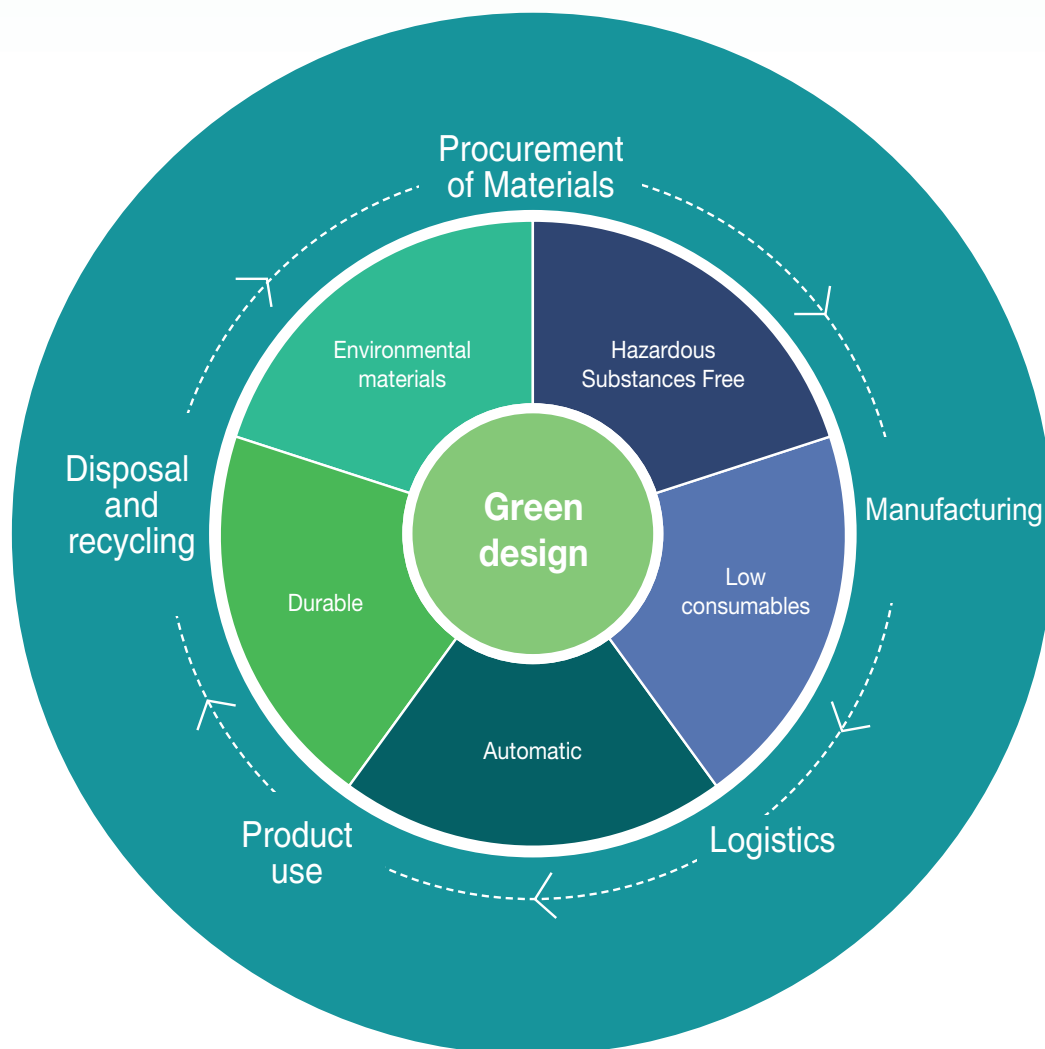 Procurement
of Materials
Environmental
materials
Hazardous
Substances Free
Disposal
and
recycling
Green
design
Manufacturing
Durable
Low
consumables
Automatic
Product
use
Logistics